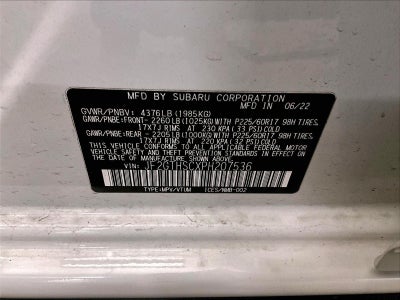 MFD BY SUBARU CORPORATION MFD IN 06/22
GVWR/PNBV: 4376LB (1985KG)
GAWR/PNBE: FRONT- 2260LB (1025KG) WITH P225/60R17 98H TIRES
17X7J RIMS AT 230 KPA (33 PSI) COLD
GAWR/PNBE: REAR - 2205LB (1000KG) WITH P225/60R17 98H TIRES
17X7J RIMS AT 220 KPA (32 PSI) COLD
THIS VEHICLE CONFORMS TO ALL APPLICABLE
FEDERAL MOTOR VEHICLE SAFETY AND
THEFT PREVENTION STANDARDS IN EFFECT ON THE
DATE OF MANUFACTURE SHOWN ABOVE.
VIN: JF2G1HSCXPH207536
TYPE:MPV/VTUM ICES/NMB-002